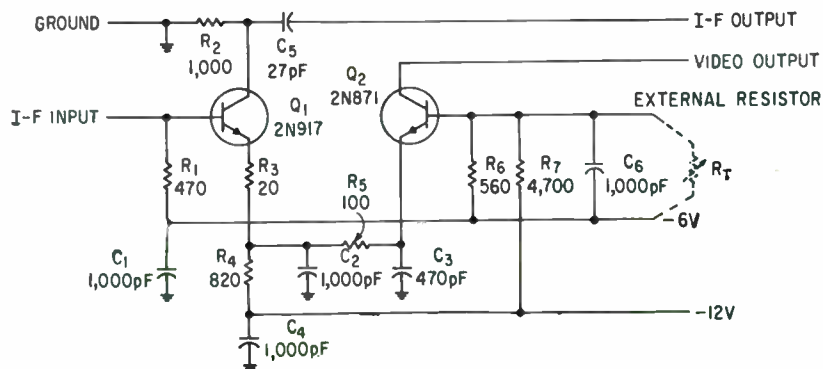 GROUND
R2
1,000
C5
27pF
I-F OUTPUT
Q2
2N871
VIDEO OUTPUT
I-F INPUT
Q1
2N917
EXTERNAL RESISTOR
R1
470
R3
20
R5
100
R6
560
R7
4,700
C6
1,000pF
RT
-6V
C1
1,000pF
R4
820
C2
1,000pF
C3
470pF
-12V
C4
1,000pF